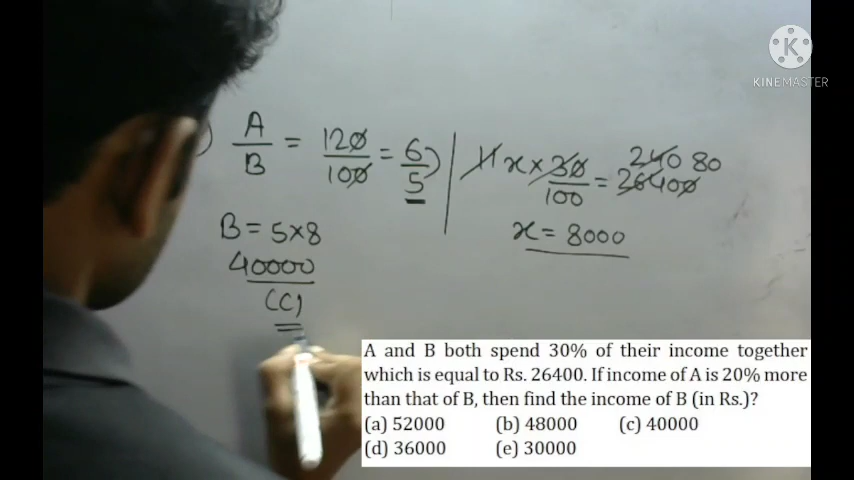 K
KINEMASTER
) A/B = 120/100 = 6/5)
11x × 30/100 = 26400 240 80
x = 8000
B = 5×8
40000
(C)
A and B both spend 30% of their income together
which is equal to Rs. 26400. If income of A is 20% more
than that of B, then find the income of B (in Rs.)?
(a) 52000 (b) 48000 (c) 40000
(d) 36000 (e) 30000